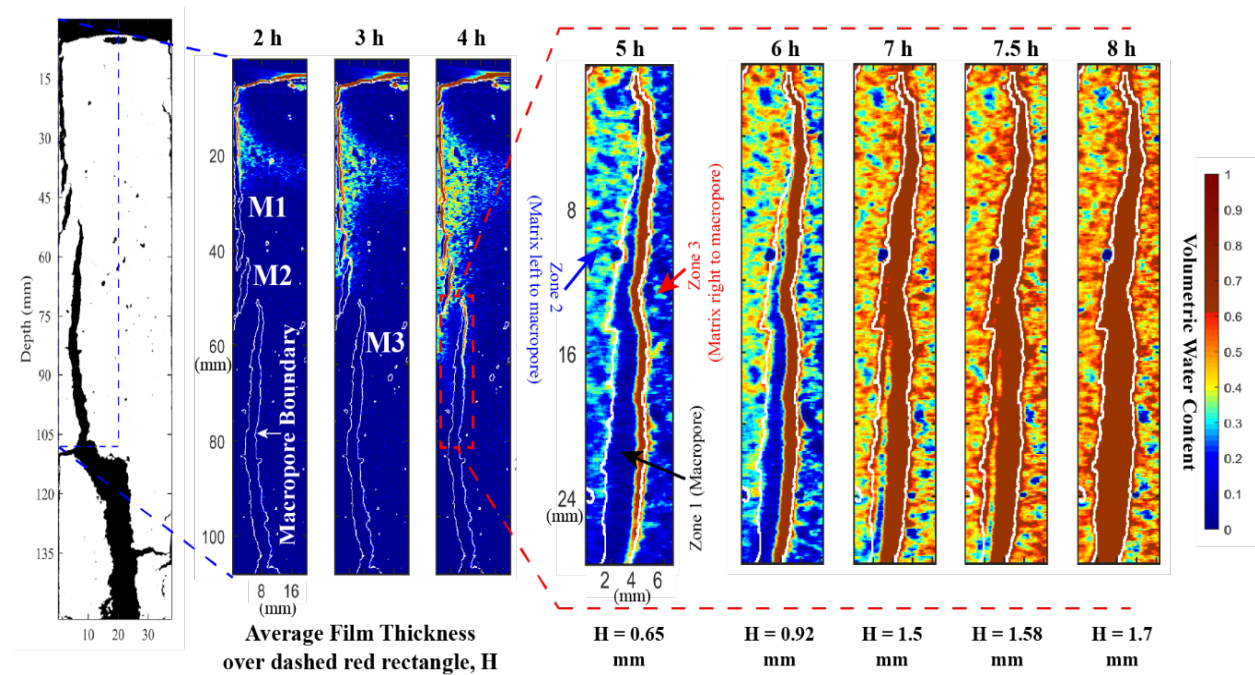 2 h
3 h
4 h
5 h
6 h
7 h
7.5 h
8 h
Depth (mm)
15
30
45
60
75
90
105
120
135
10
20
30
20
40
60
(mm)
80
100
M1
M2
M3
Macropore Boundary
8
16
(mm)
8
16
24
(mm)
2
4
6
(mm)
Zone 2
(Matrix left to macropore)
Zone 3
(Matrix right to macropore)
Zone 1 (Macropore)
1
0.9
0.8
0.7
0.6
0.5
0.4
0.3
0.2
0.1
0
Volumetric Water Content
Average Film Thickness
over dashed red rectangle, H
H = 0.65
mm
H = 0.92
mm
H = 1.5
mm
H = 1.58
mm
H = 1.7
mm